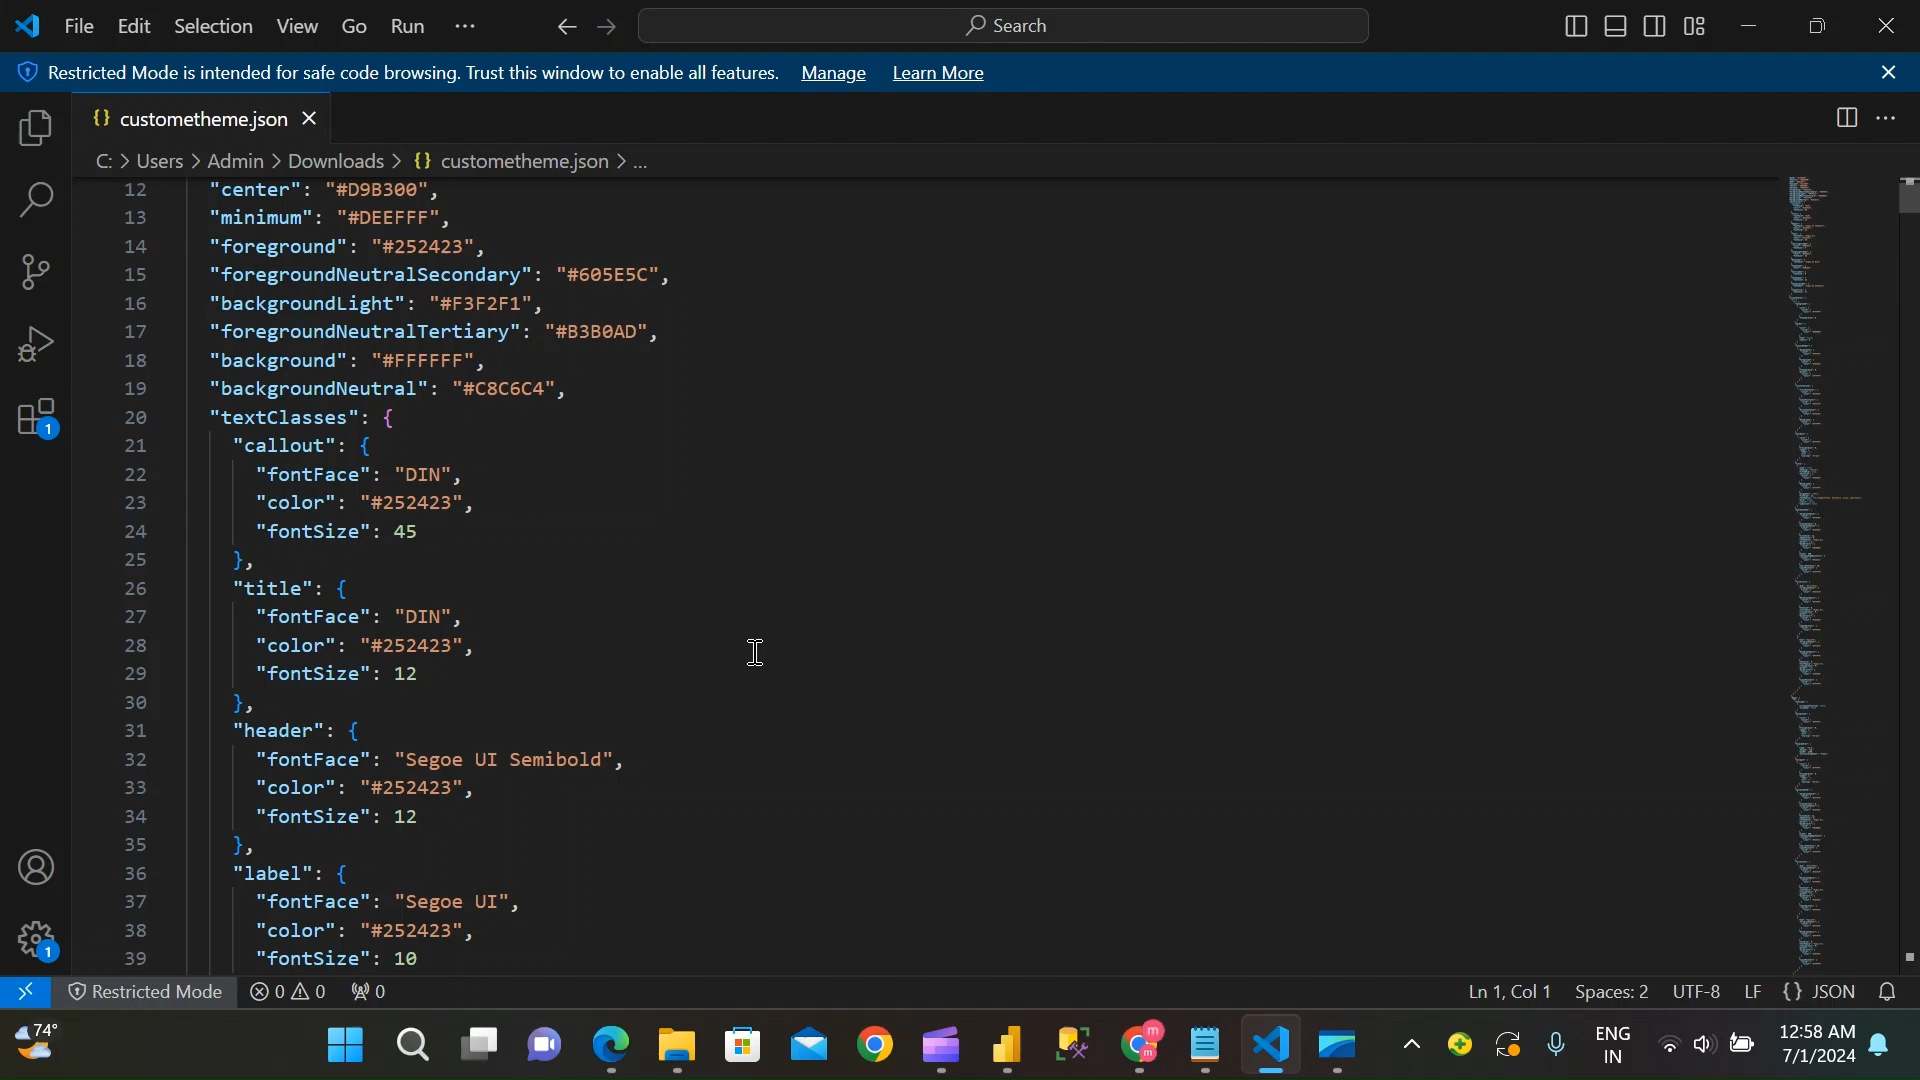 File Edit Selection View Go Run ··· Search
Restricted Mode is intended for safe code browsing. Trust this window to enable all features. Manage Learn More
{} custometheme.json
C: > Users > Admin > Downloads > {} custometheme.json > ...
12 "center": "#D9B300",
13 "minimum": "#DEEFFF",
14 "foreground": "#252423",
15 "foregroundNeutralSecondary": "#605E5C",
16 "backgroundLight": "#F3F2F1",
17 "foregroundNeutralTertiary": "#B3B0AD",
18 "background": "#FFFFFF",
19 "backgroundNeutral": "#C8C6C4",
20 "textClasses": {
21 "callout": {
22 "fontFace": "DIN",
23 "color": "#252423",
24 "fontSize": 45
25 },
26 "title": {
27 "fontFace": "DIN",
28 "color": "#252423",
29 "fontSize": 12
30 },
31 "header": {
32 "fontFace": "Segoe UI Semibold",
33 "color": "#252423",
34 "fontSize": 12
35 },
36 "label": {
37 "fontFace": "Segoe UI",
38 "color": "#252423",
39 "fontSize": 10
1
1
Restricted Mode 0 0 0 Ln 1, Col 1 Spaces: 2 UTF-8 LF {} JSON
74° m m ENG 12:58 AM
IN 7/1/2024